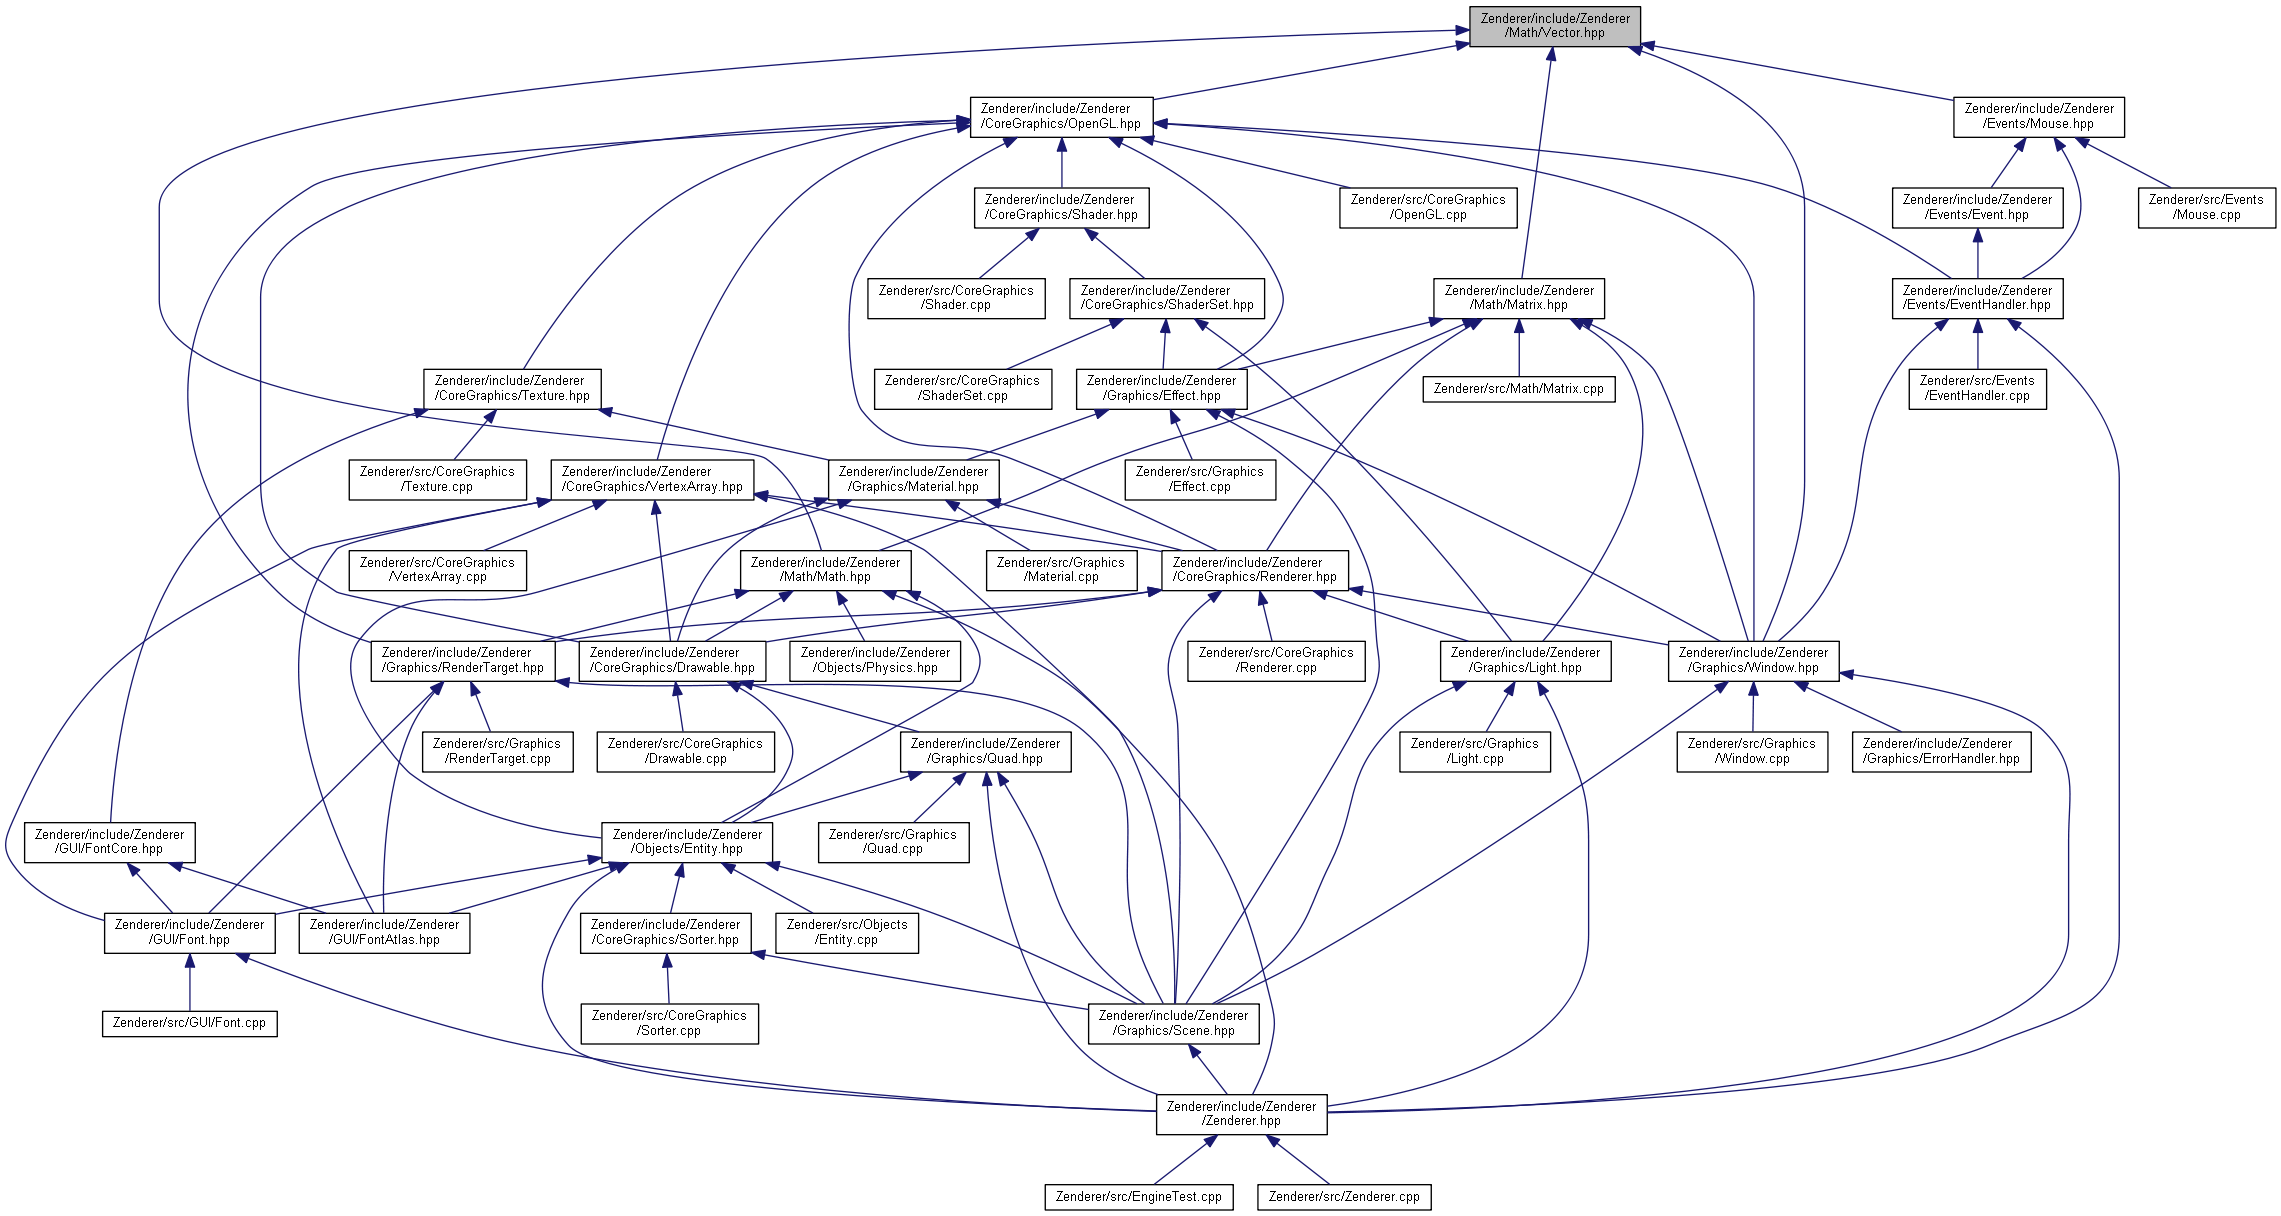 Zenderer/include/Zenderer
/Math/Vector.hpp
Zenderer/include/Zenderer
/CoreGraphics/OpenGL.hpp
Zenderer/include/Zenderer
/Events/Mouse.hpp
Zenderer/include/Zenderer
/CoreGraphics/Shader.hpp
Zenderer/src/CoreGraphics
/OpenGL.cpp
Zenderer/include/Zenderer
/Events/Event.hpp
Zenderer/src/Events
/Mouse.cpp
Zenderer/src/CoreGraphics
/Shader.cpp
Zenderer/include/Zenderer
/CoreGraphics/ShaderSet.hpp
Zenderer/include/Zenderer
/Math/Matrix.hpp
Zenderer/include/Zenderer
/Events/EventHandler.hpp
Zenderer/include/Zenderer
/CoreGraphics/Texture.hpp
Zenderer/src/CoreGraphics
/ShaderSet.cpp
Zenderer/include/Zenderer
/Graphics/Effect.hpp
Zenderer/src/Math/Matrix.cpp
Zenderer/src/Events
/EventHandler.cpp
Zenderer/src/CoreGraphics
/Texture.cpp
Zenderer/include/Zenderer
/CoreGraphics/VertexArray.hpp
Zenderer/include/Zenderer
/Graphics/Material.hpp
Zenderer/src/Graphics
/Effect.cpp
Zenderer/src/CoreGraphics
/VertexArray.cpp
Zenderer/include/Zenderer
/Math/Math.hpp
Zenderer/src/Graphics
/Material.cpp
Zenderer/include/Zenderer
/CoreGraphics/Renderer.hpp
Zenderer/include/Zenderer
/Graphics/RenderTarget.hpp
Zenderer/include/Zenderer
/CoreGraphics/Drawable.hpp
Zenderer/include/Zenderer
/Objects/Physics.hpp
Zenderer/src/CoreGraphics
/Renderer.cpp
Zenderer/include/Zenderer
/Graphics/Light.hpp
Zenderer/include/Zenderer
/Graphics/Window.hpp
Zenderer/src/Graphics
/RenderTarget.cpp
Zenderer/src/CoreGraphics
/Drawable.cpp
Zenderer/include/Zenderer
/Graphics/Quad.hpp
Zenderer/src/Graphics
/Light.cpp
Zenderer/src/Graphics
/Window.cpp
Zenderer/include/Zenderer
/Graphics/ErrorHandler.hpp
Zenderer/include/Zenderer
/GUI/FontCore.hpp
Zenderer/include/Zenderer
/Objects/Entity.hpp
Zenderer/src/Graphics
/Quad.cpp
Zenderer/include/Zenderer
/GUI/Font.hpp
Zenderer/include/Zenderer
/GUI/FontAtlas.hpp
Zenderer/include/Zenderer
/CoreGraphics/Sorter.hpp
Zenderer/src/Objects
/Entity.cpp
Zenderer/src/GUI/Font.cpp
Zenderer/src/CoreGraphics
/Sorter.cpp
Zenderer/include/Zenderer
/Graphics/Scene.hpp
Zenderer/include/Zenderer
/Zenderer.hpp
Zenderer/src/EngineTest.cpp
Zenderer/src/Zenderer.cpp